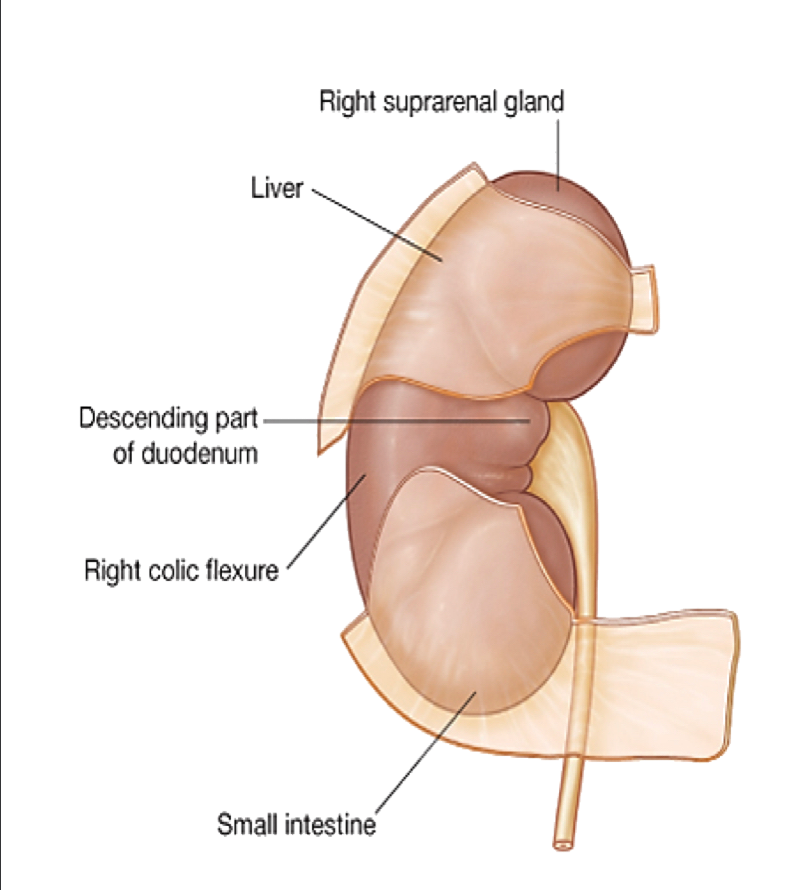 Right suprarenal gland
Liver
Descending part
of duodenum
Right colic flexure
Small intestine